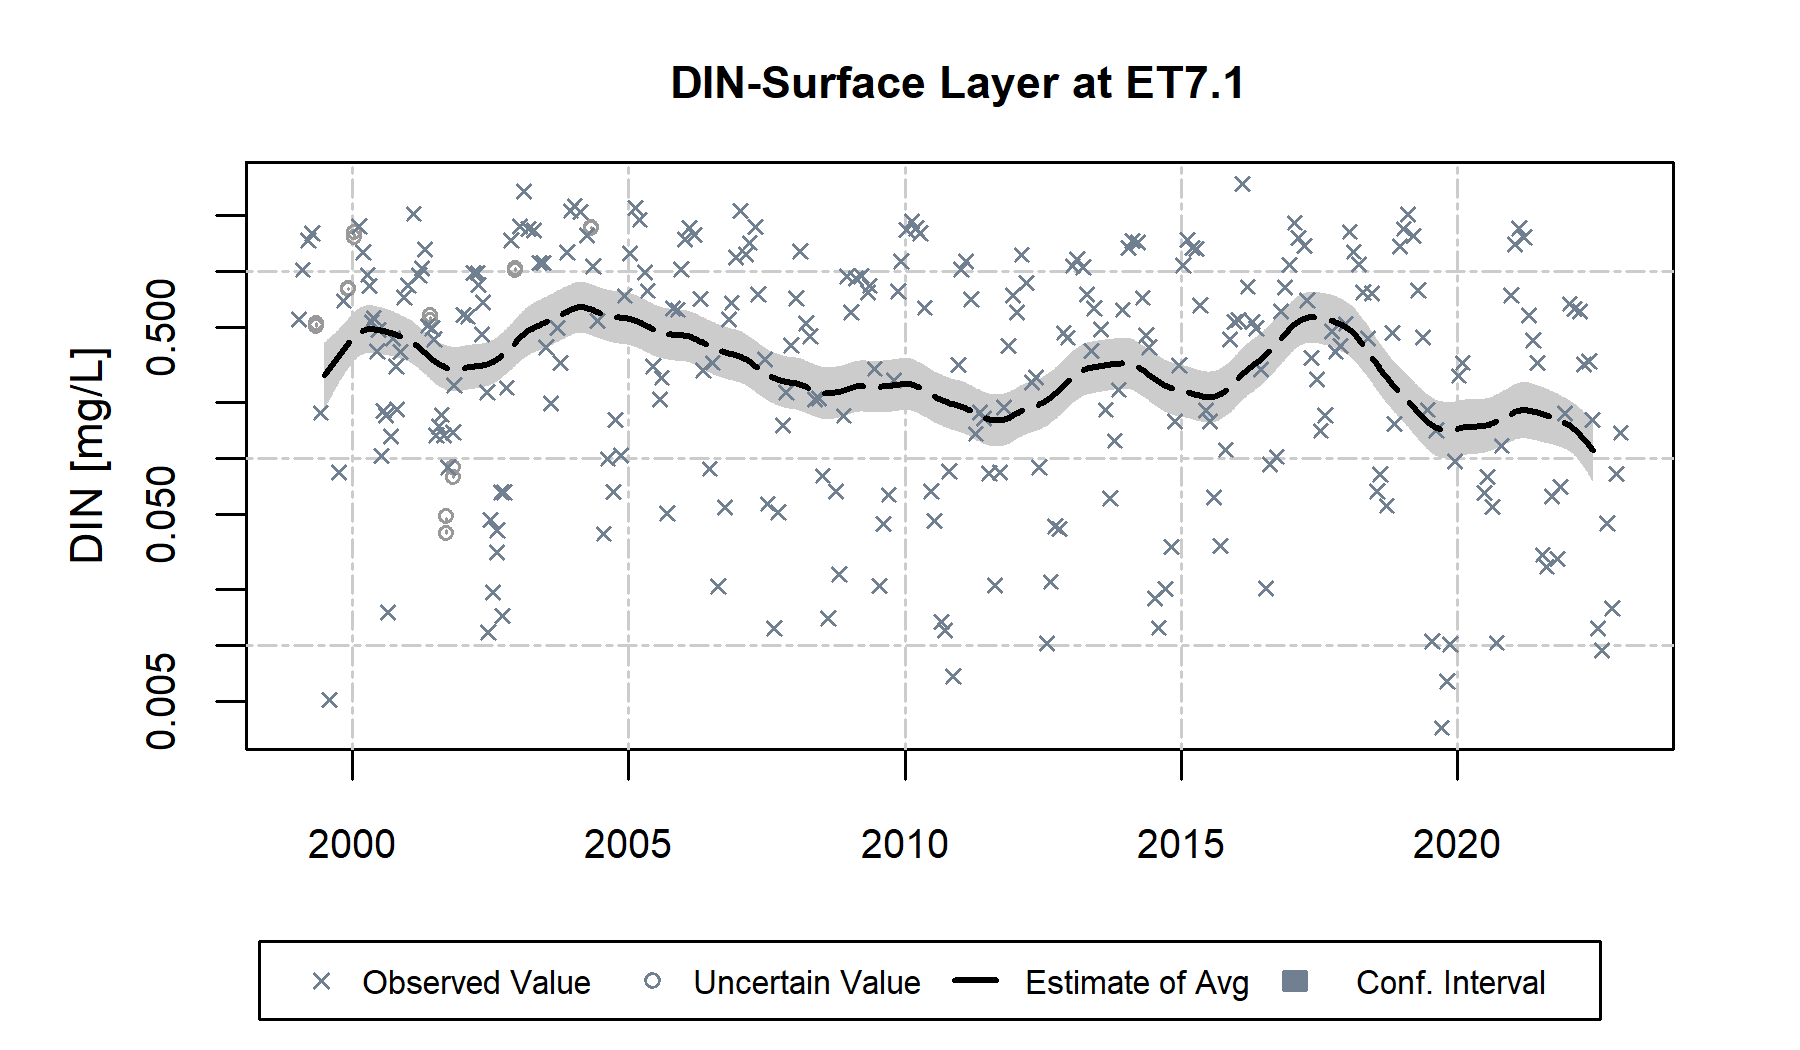 DIN-Surface Layer at ET7.1
DIN [mg/L]
0.500
0.050
0.005
2000 2005 2010 2015 2020
Observed Value Uncertain Value Estimate of Avg Conf. Interval